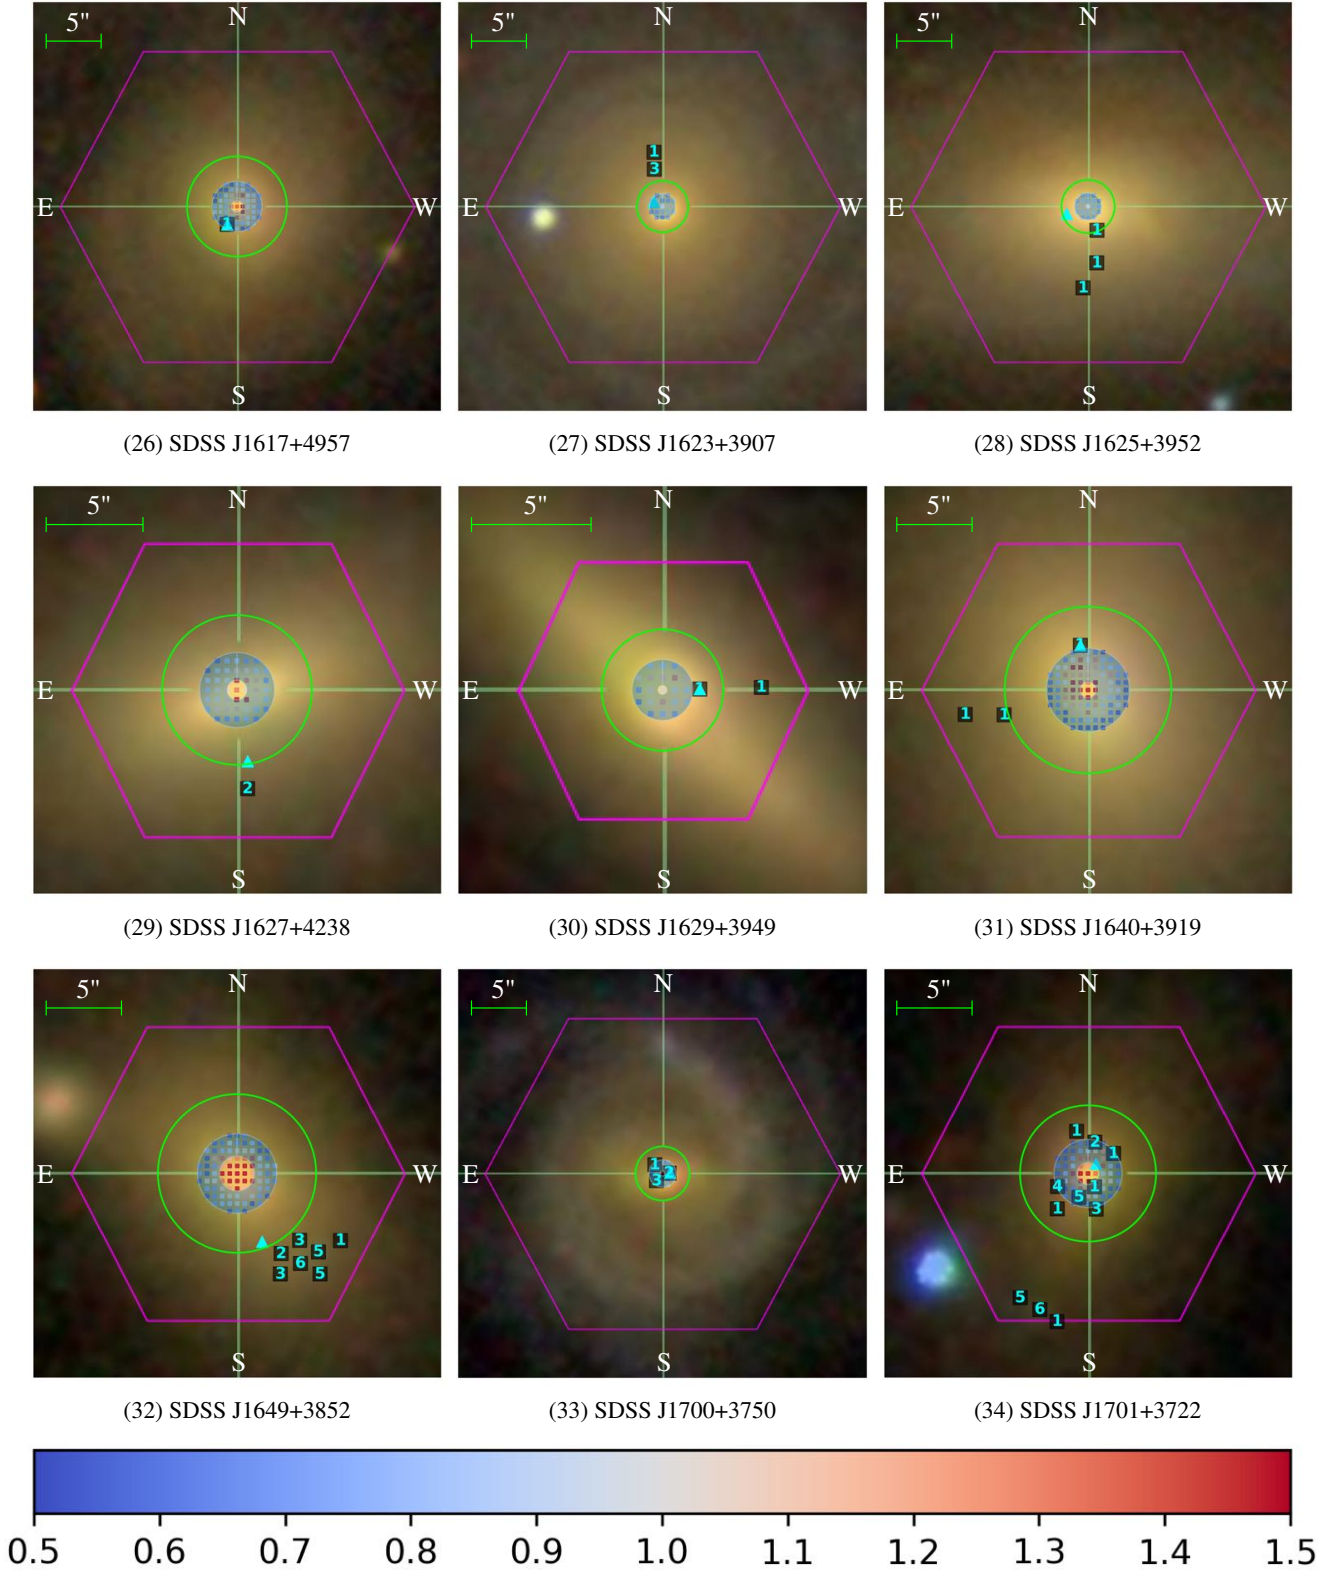 5" N 5" N 5" N
1
3
E W E W E W
1
1
1
1
S S S
(26) SDSS J1617+4957 (27) SDSS J1623+3907 (28) SDSS J1625+3952
5" N 5" N 5" N
1
E W E 1 1 W E W
1 1
2
S S S
(29) SDSS J1627+4238 (30) SDSS J1629+3949 (31) SDSS J1640+3919
5" N 5" N 5" N
1 2 1
E W E 1 2 3 W E W
4 1 5 1 3
3 1
2 5
6
3 5
5 6 1
S S S
(32) SDSS J1649+3852 (33) SDSS J1700+3750 (34) SDSS J1701+3722
0.5 0.6 0.7 0.8 0.9 1.0 1.1 1.2 1.3 1.4 1.5